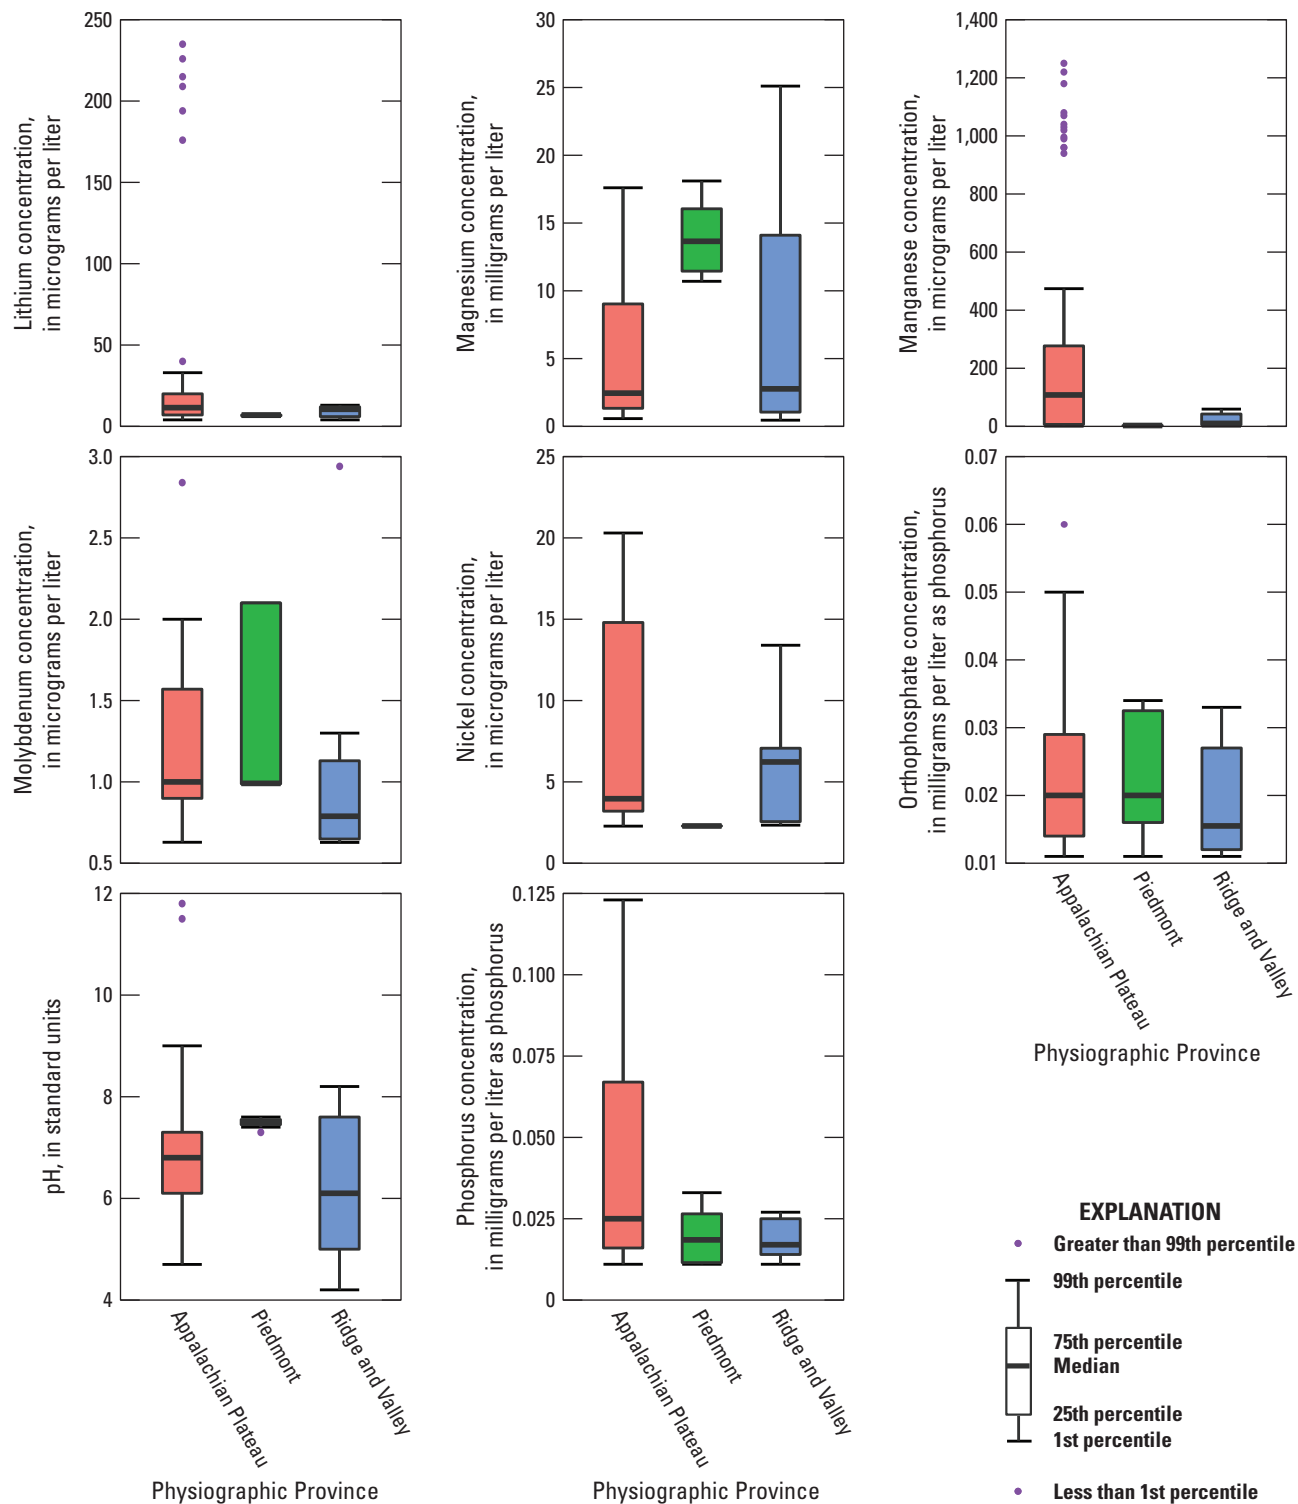 Lithium concentration,
in micrograms per liter
250
200
150
100
50
0
Magnesium concentration,
in milligrams per liter
30
25
20
15
10
5
0
Manganese concentration,
in micrograms per liter
1,400
1,200
1,000
800
600
400
200
0
Molybdenum concentration,
in micrograms per liter
3.0
2.5
2.0
1.5
1.0
0.5
Nickel concentration,
in micrograms per liter
25
20
15
10
5
0
Orthophosphate concentration,
in milligrams per liter as phosphorus
0.07
0.06
0.05
0.04
0.03
0.02
0.01
Appalachian Plateau
Piedmont
Ridge and Valley
Physiographic Province
pH, in standard units
12
10
8
6
4
Appalachian Plateau
Piedmont
Ridge and Valley
Physiographic Province
Phosphorus concentration,
in milligrams per liter as phosphorus
0.125
0.100
0.075
0.050
0.025
0
Appalachian Plateau
Piedmont
Ridge and Valley
Physiographic Province
EXPLANATION
Greater than 99th percentile
99th percentile
75th percentile
Median
25th percentile
1st percentile
Less than 1st percentile